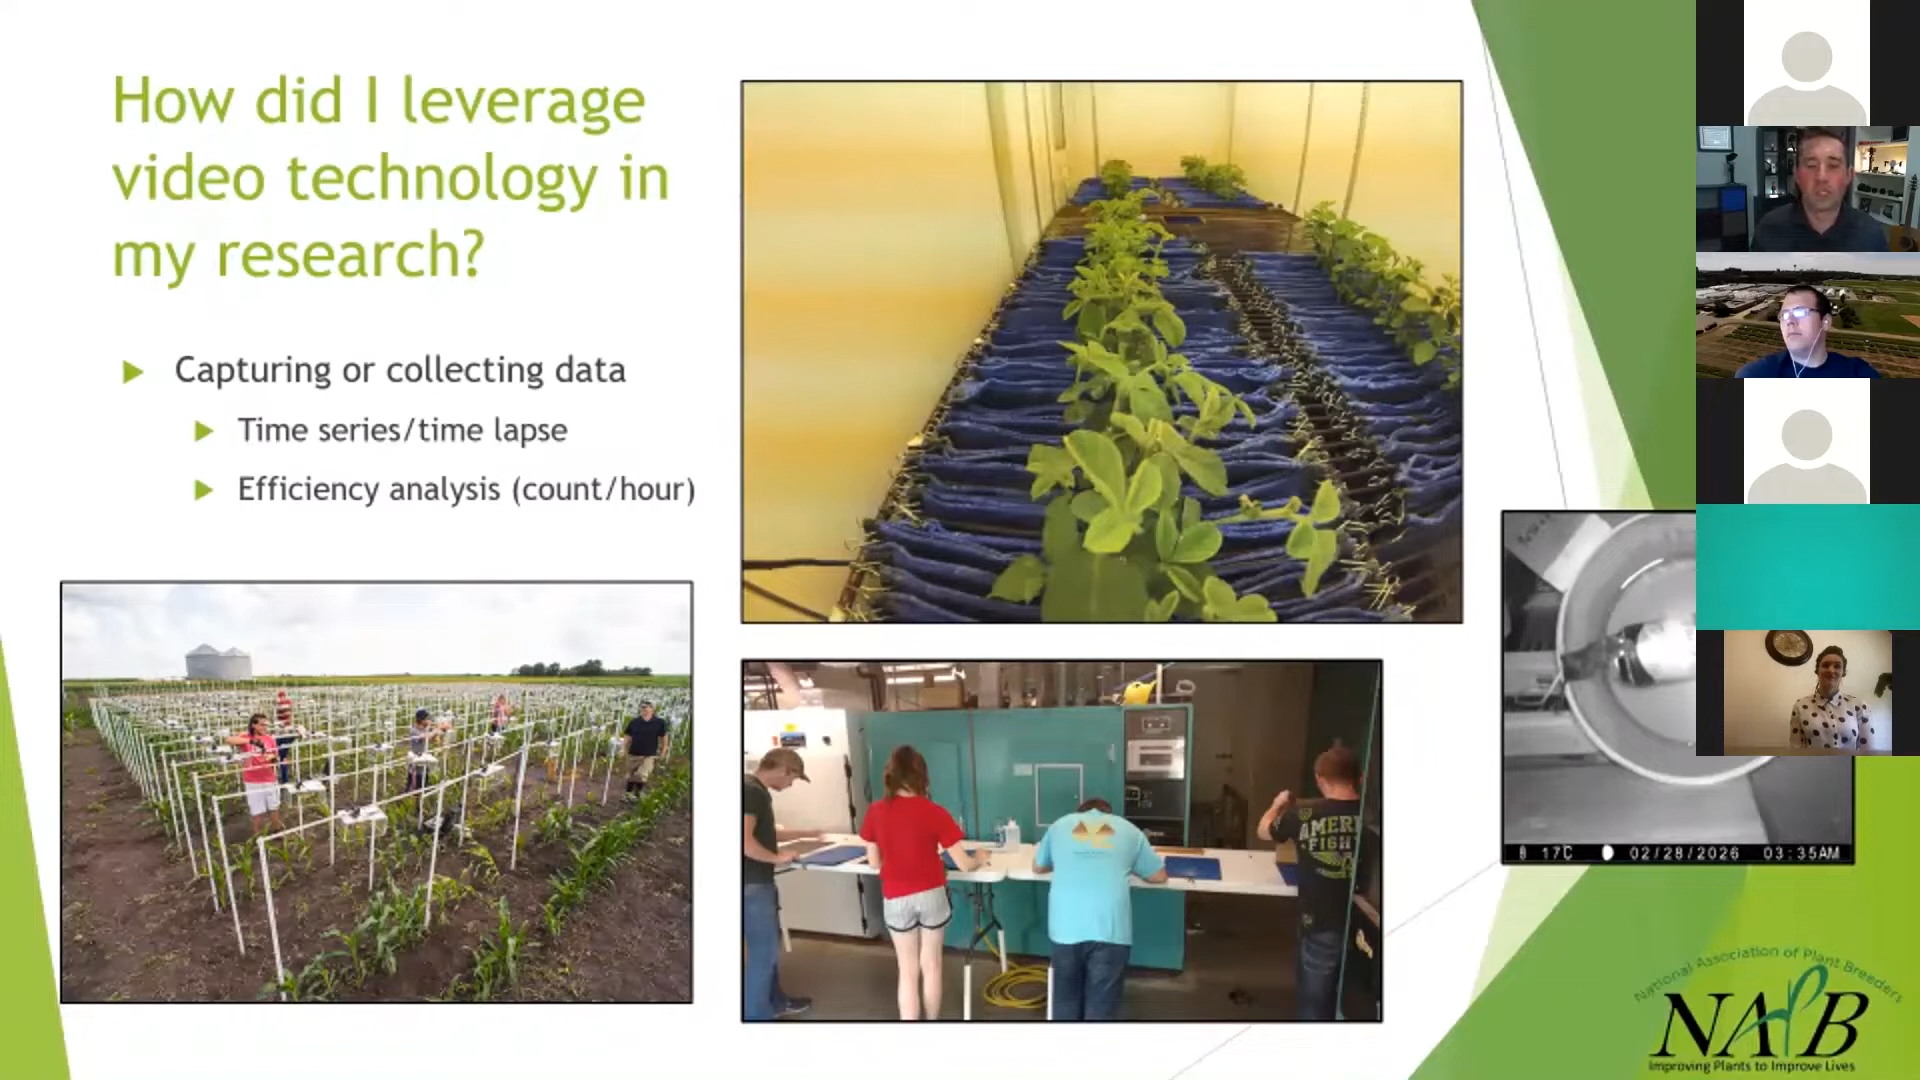 How did I leverage
video technology in
my research?
Capturing or collecting data
Time series/time lapse
Efficiency analysis (count/hour)
AMERI
FIGH
8 17C 02/28/2026 03:35AM
National Association of Plant Breeders
NAPB
Improving Plants to Improve Lives